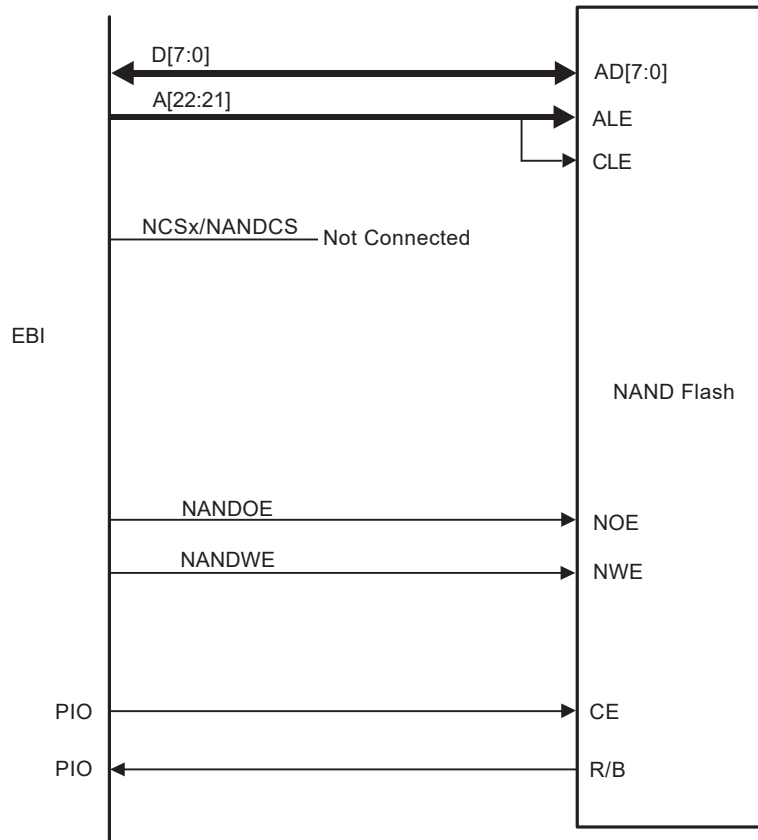 D[7:0]
AD[7:0]
A[22:21]
ALE
CLE
NCSx/NANDCS
Not Connected
EBI
NAND Flash
NANDOE
NOE
NANDWE
NWE
PIO
CE
PIO
R/B